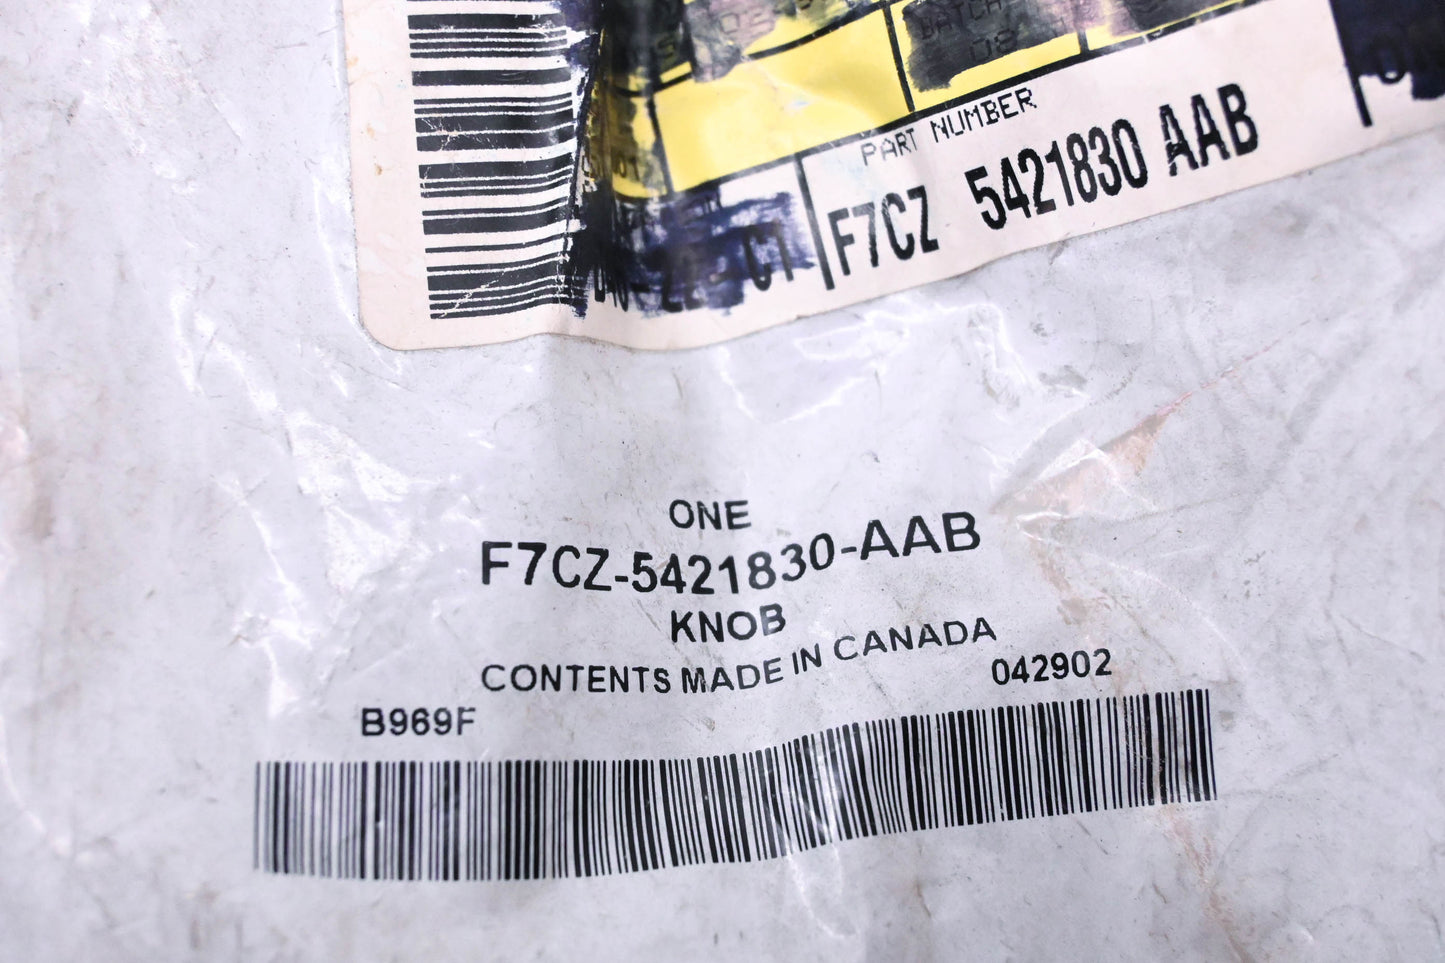 PART NUMBER
F7CZ 5421830 AAB
ONE
F7CZ-5421830-AAB
KNOB
CONTENTS MADE IN CANADA
042902
B969F